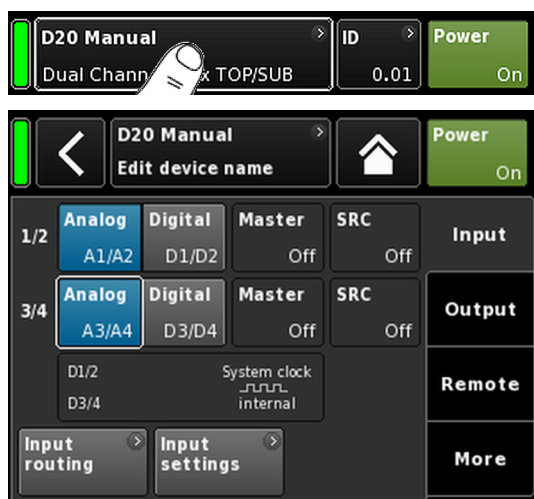 D20 Manual
ID
Power
Dual Chann x TOP/SUB
0.01
On
D20 Manual
Edit device name
Power
On
1/2
Analog
A1/A2
Digital
D1/D2
Master
Off
SRC
Off
Input
3/4
Analog
A3/A4
Digital
D3/D4
Master
Off
SRC
Off
Output
D1/2
D3/4
System clock
internal
Remote
Input
routing
Input
settings
More